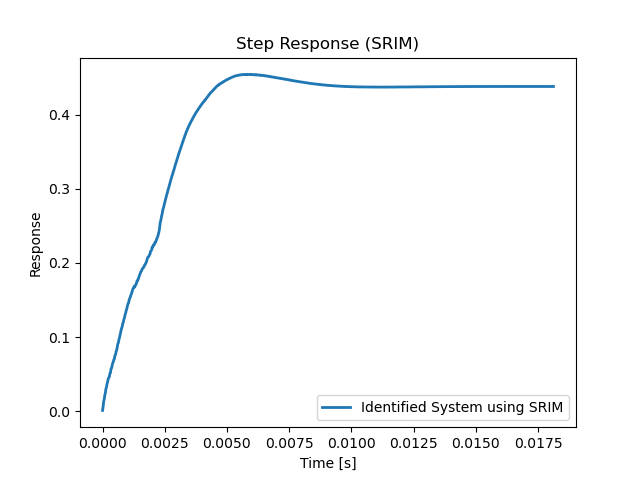 Step Response (SRIM)
Response
0.4
0.3
0.2
0.1
0.0
Identified System using SRIM
0.0000 0.0025 0.0050 0.0075 0.0100 0.0125 0.0150 0.0175
Time [s]